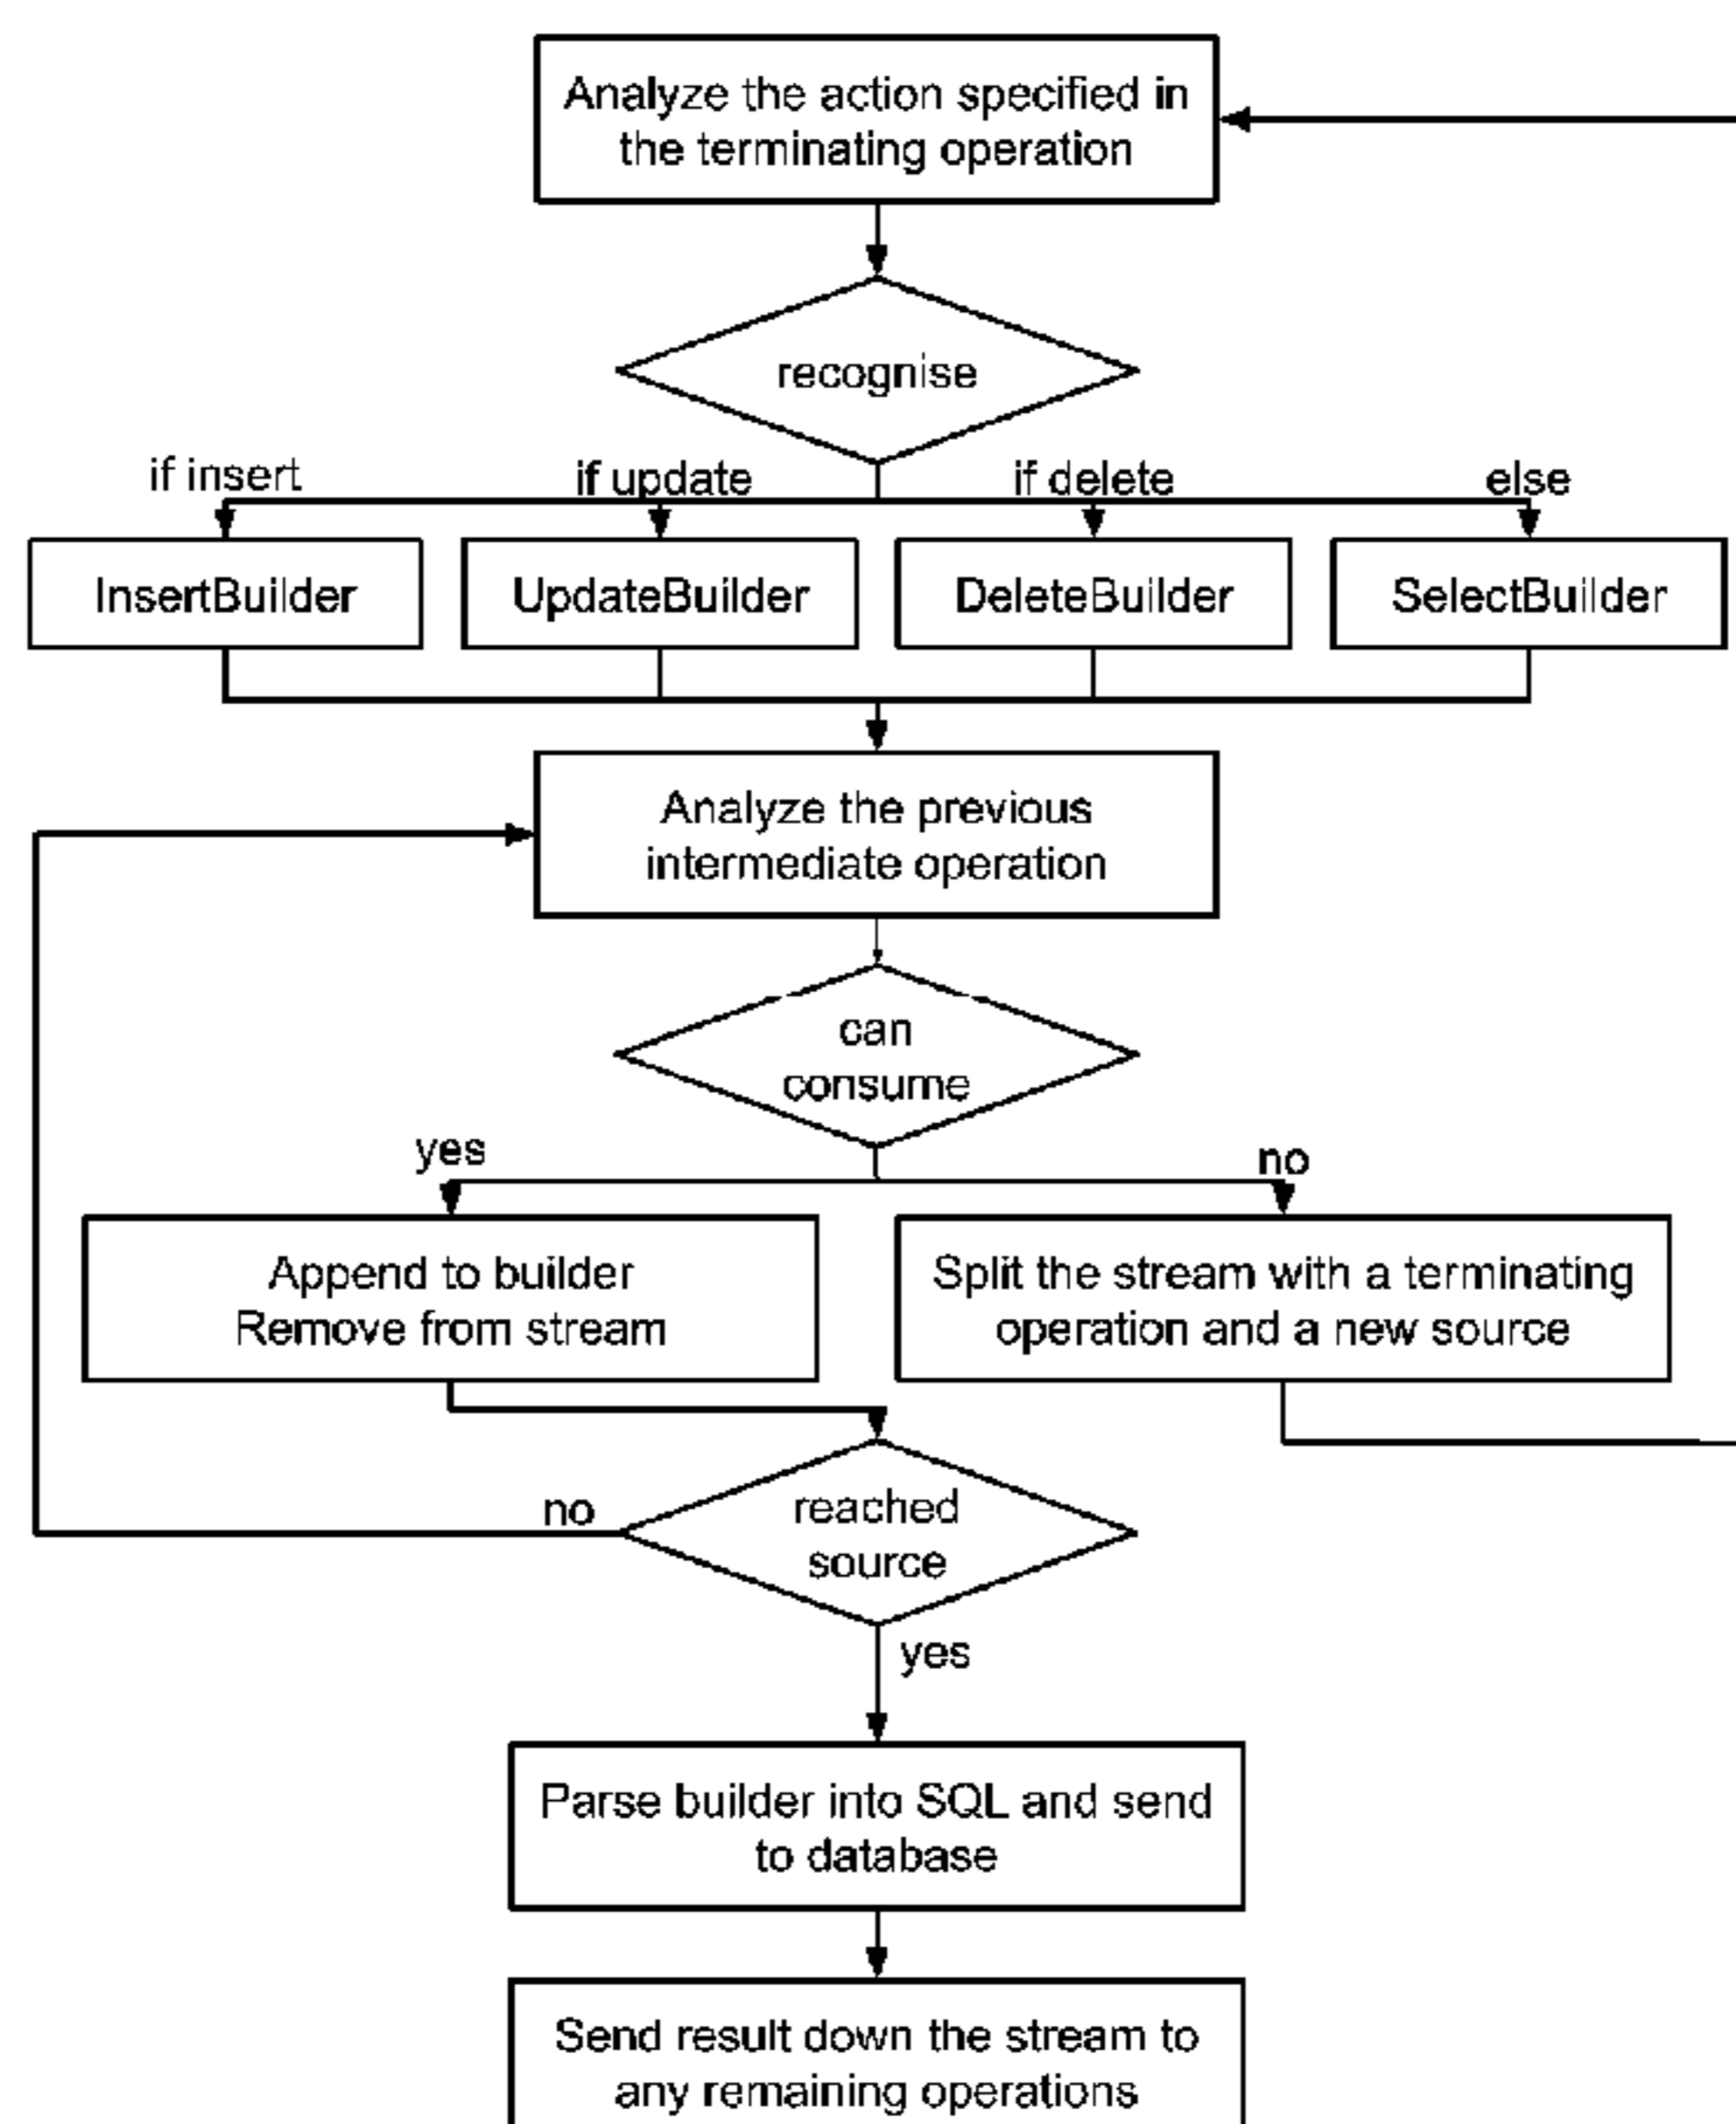 Analyze the action specified in
the terminating operation
recognise
if insert
if update
if delete
else
InsertBuilder
UpdateBuilder
DeleteBuilder
SelectBuilder
Analyze the previous
intermediate operation
can
consume
yes
no
Append to builder
Remove from stream
Split the stream with a terminating
operation and a new source
no
reached
source
yes
Parse builder into SQL and send
to database
Send result down the stream to
any remaining operations